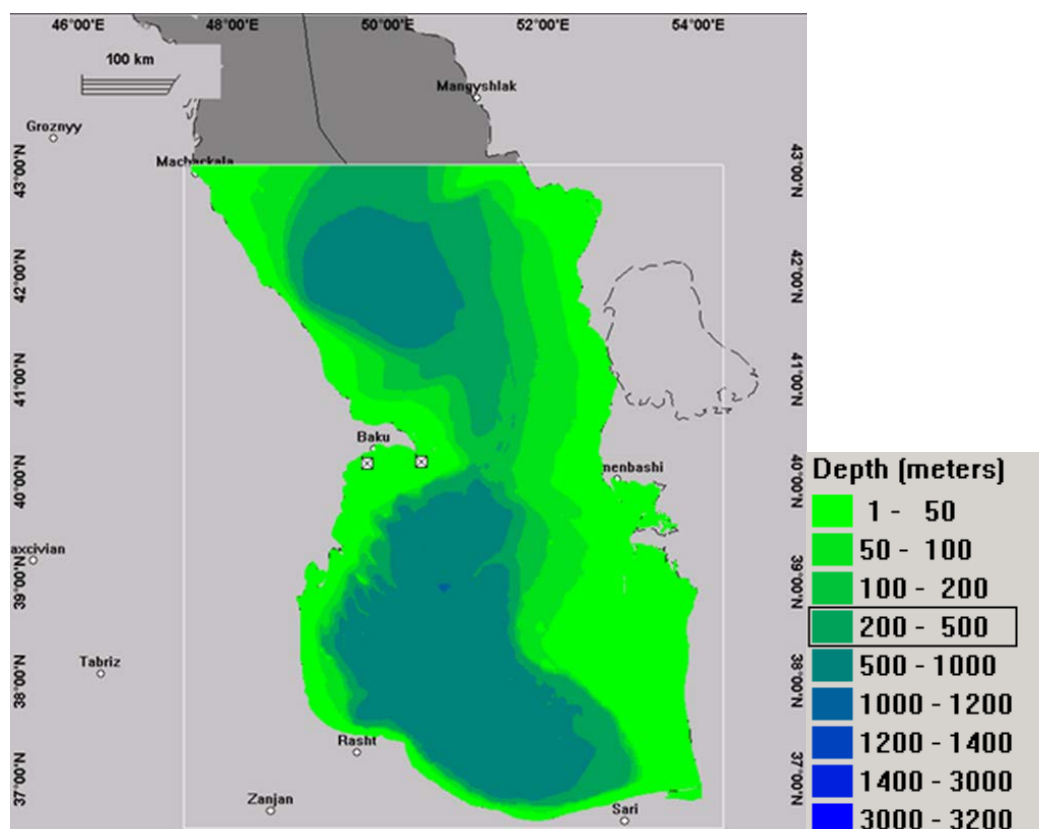 46°00'E 48°00'E 50°00'E 52°00'E 54°00'E
100 km
Mangyshlak
Groznyy
Machackala
43°00'N 43°00'N
42°00'N 42°00'N
41°00'N 41°00'N
Baku
40°00'N 40°00'N
menbashi
axcivian
39°00'N 39°00'N
Tabriz
38°00'N 38°00'N
Rasht
37°00'N 37°00'N
Zanjan
Sari
Depth (meters)
1 - 50
50 - 100
100 - 200
200 - 500
500 - 1000
1000 - 1200
1200 - 1400
1400 - 3000
3000 - 3200